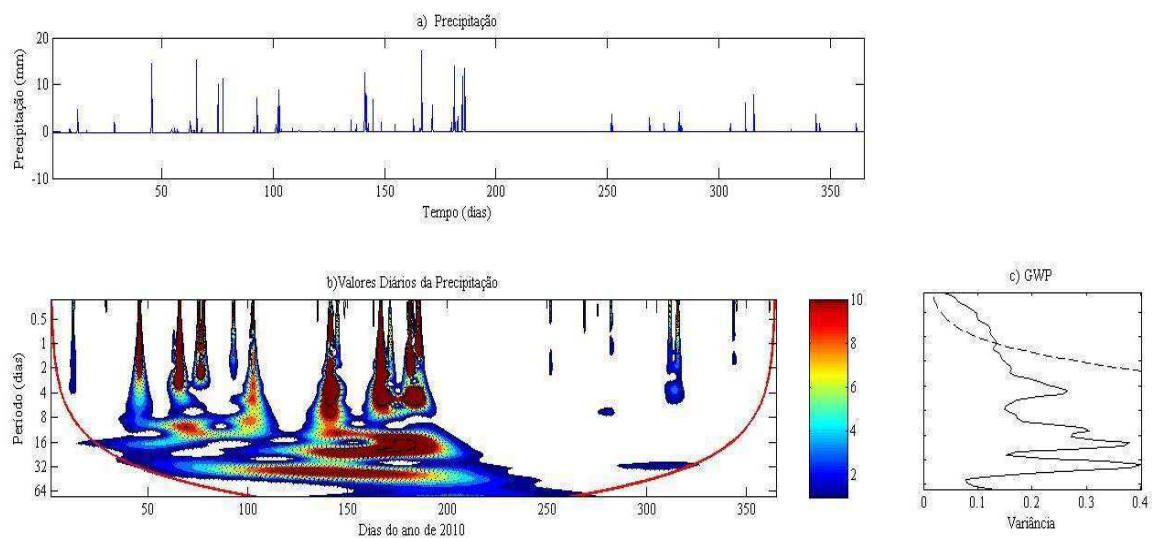 a) Precipitação
20
10
0
-10
Precipitação (mm)
50 100 150 200 250 300 350
Tempo (dias)
b)Valores Diários da Precipitação
0.5
1
2
4
8
16
32
64
Período (dias)
50 100 150 200 250 300 350
Dias do ano de 2010
10
8
6
4
2
c) GWP
0 0.1 0.2 0.3 0.4
Variância